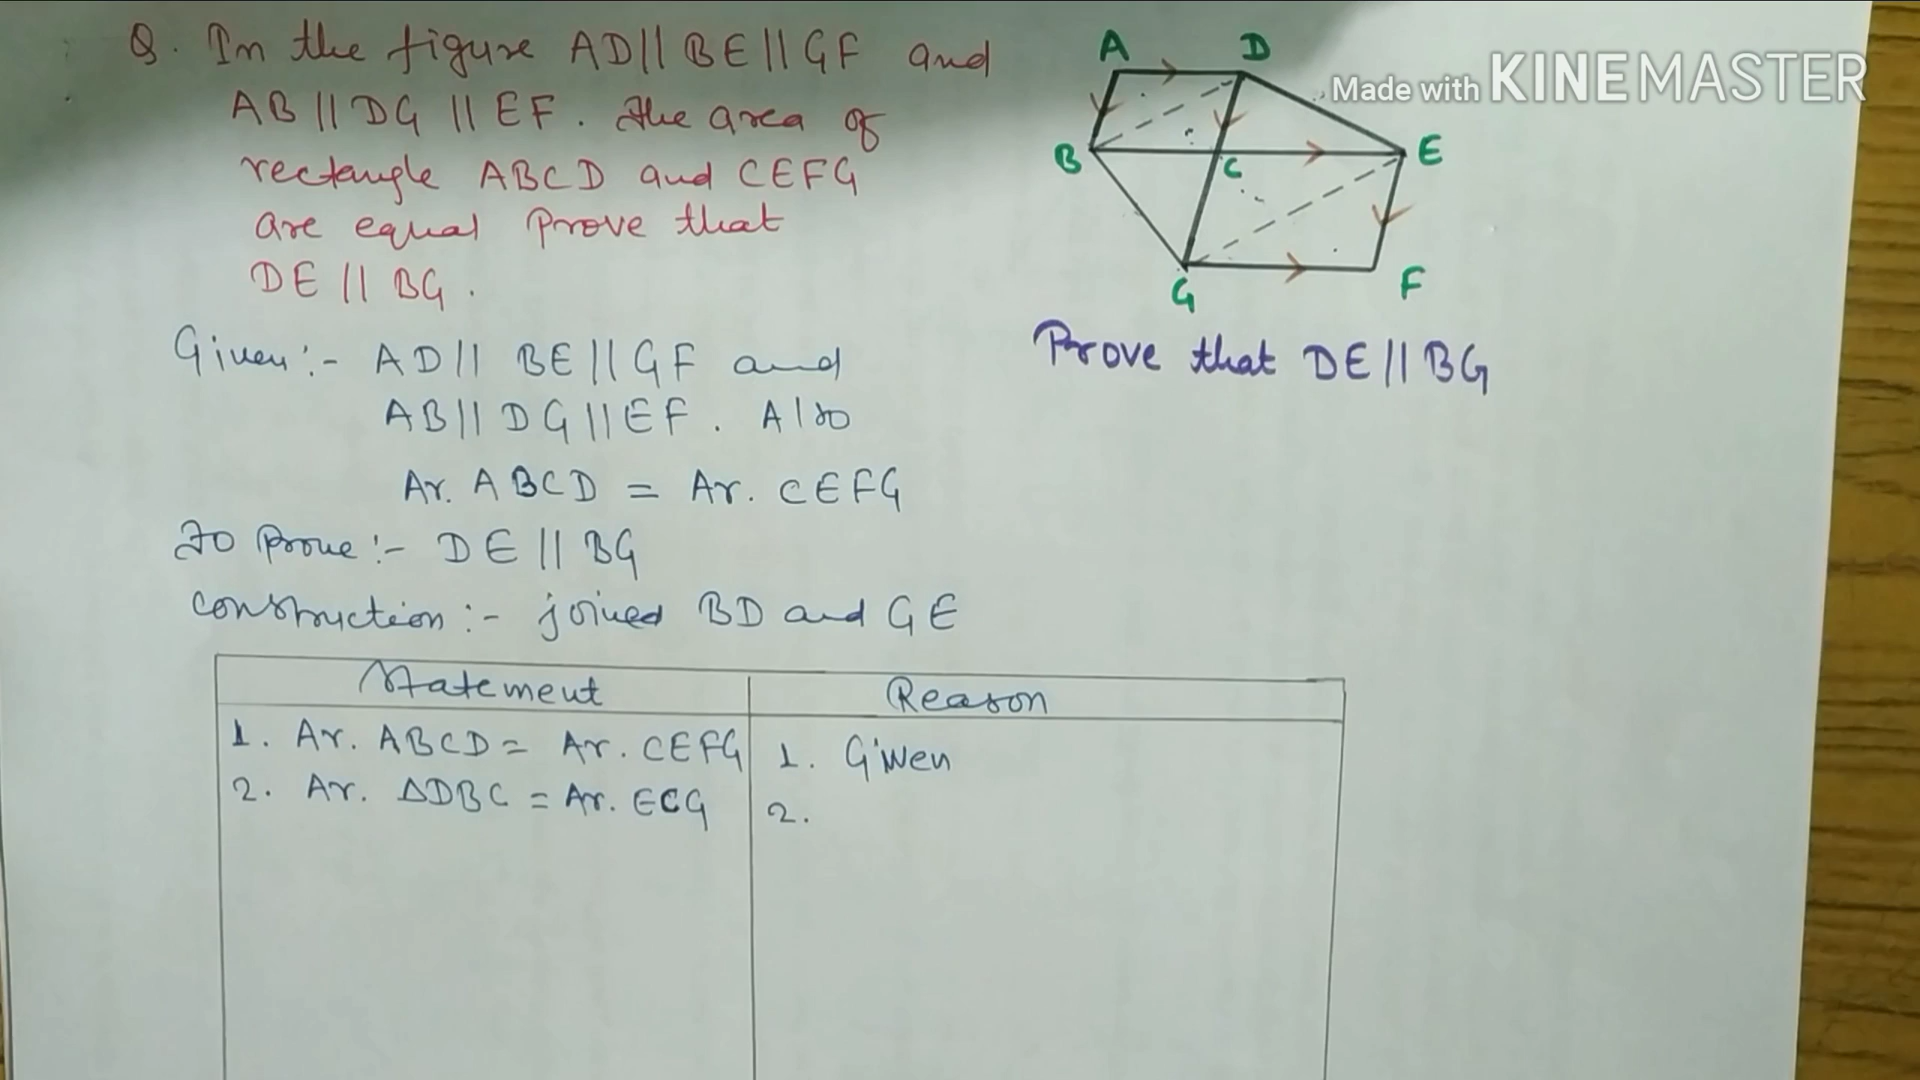 Q. In the figure AD||BE||GF and
AB||DG||EF. The area of
rectangle ABCD and CEFG
are equal Prove that
DE||BG.
A
D
B
C
E
G
F
Made with KINEMASTER
Prove that DE||BG
Given:- AD||BE||GF and
AB||DG||EF. Also
Ar. ABCD = Ar. CEFG
To Prove:- DE||BG
construction:- joined BD and GE
Statement
Reason
1. Ar. ABCD = Ar. CEFG
1. Given
2. Ar. ΔDBC = Ar. ECG
2.